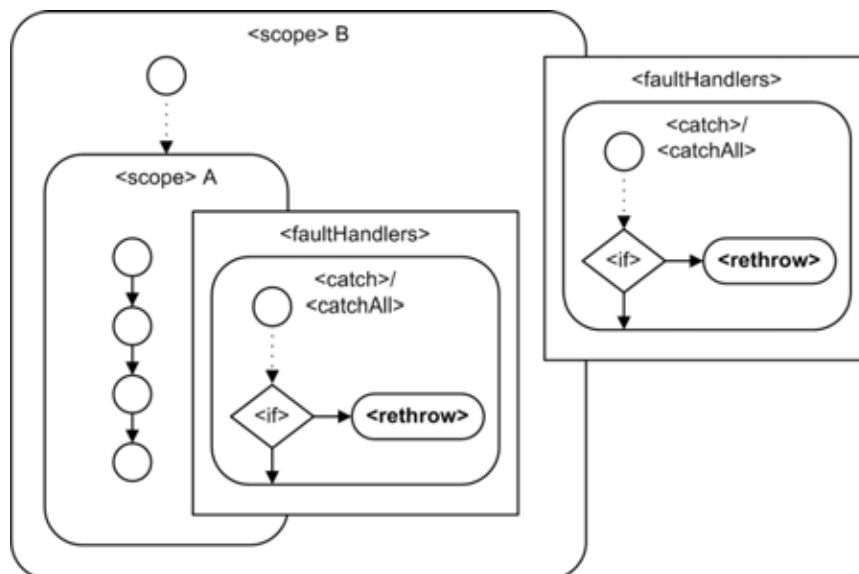 <scope> B
<faultHandlers>
<catch>/
<catchAll>
<if>
<rethrow>
<scope> A
<faultHandlers>
<catch>/
<catchAll>
<if>
<rethrow>